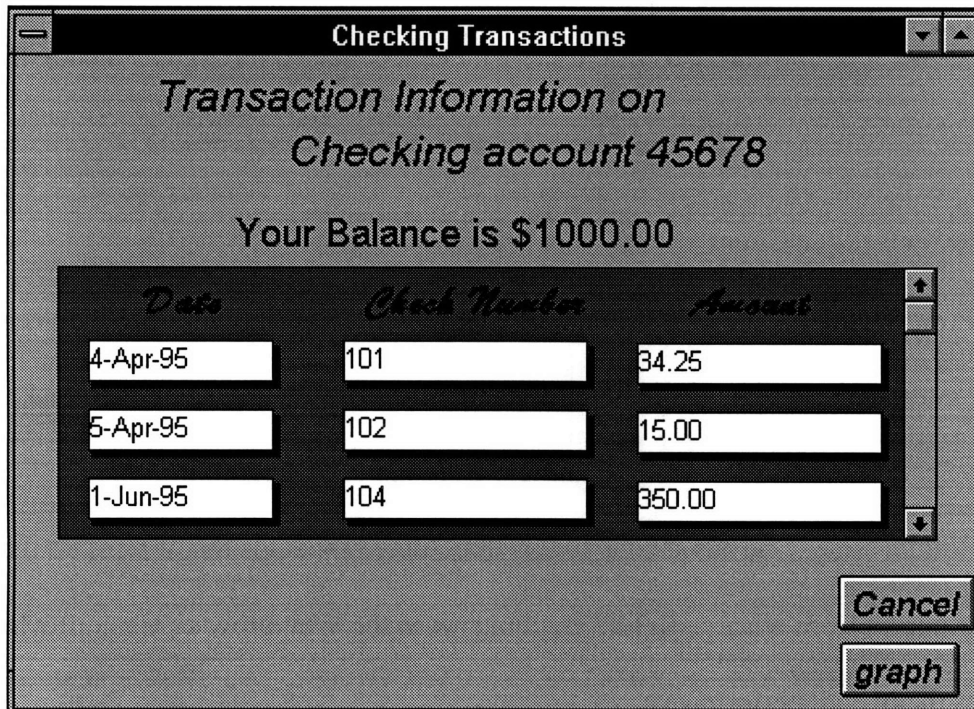 Checking Transactions
Transaction Information on
Checking account 45678
Your Balance is $1000.00
Date Check Number Amount
4-Apr-95 101 34.25
5-Apr-95 102 15.00
1-Jun-95 104 350.00
Cancel
graph